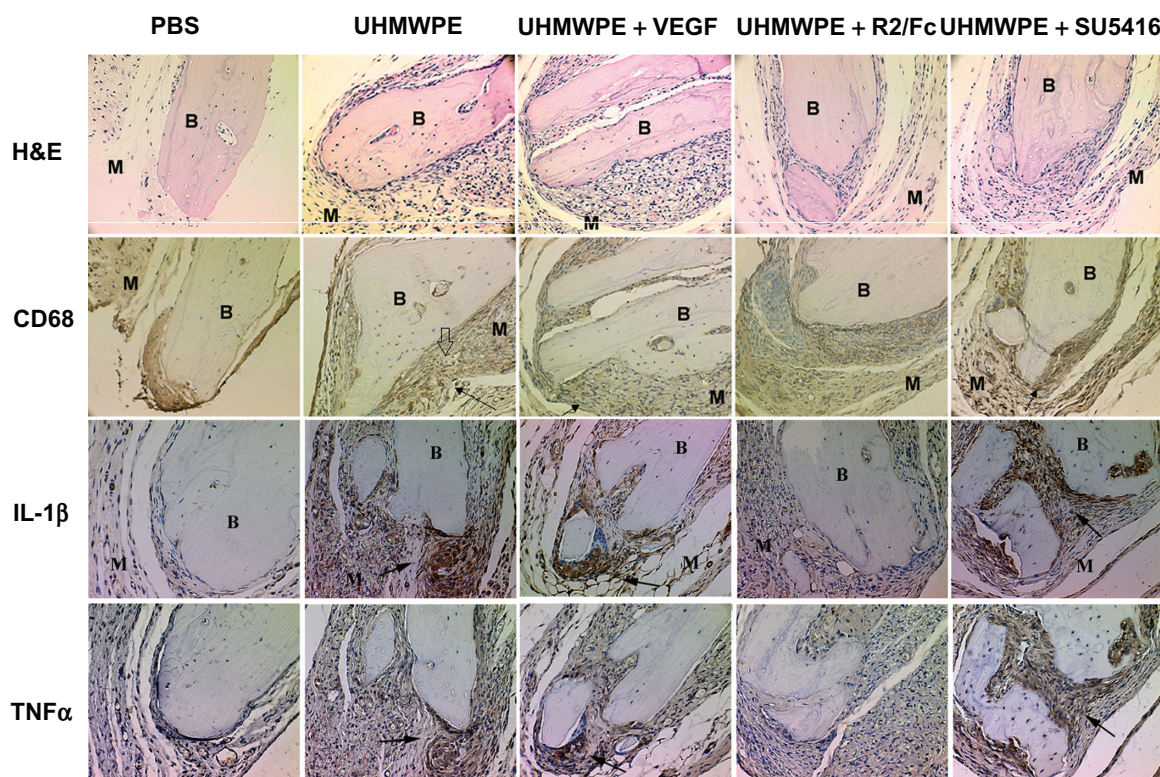 PBS UHMWPE UHMWPE + VEGF UHMWPE + R2/Fc UHMWPE + SU5416
H&E B M B M B M B M B M
CD68 M B B M B M B M B M
IL-1β B M B M B M B M B M
TNFα